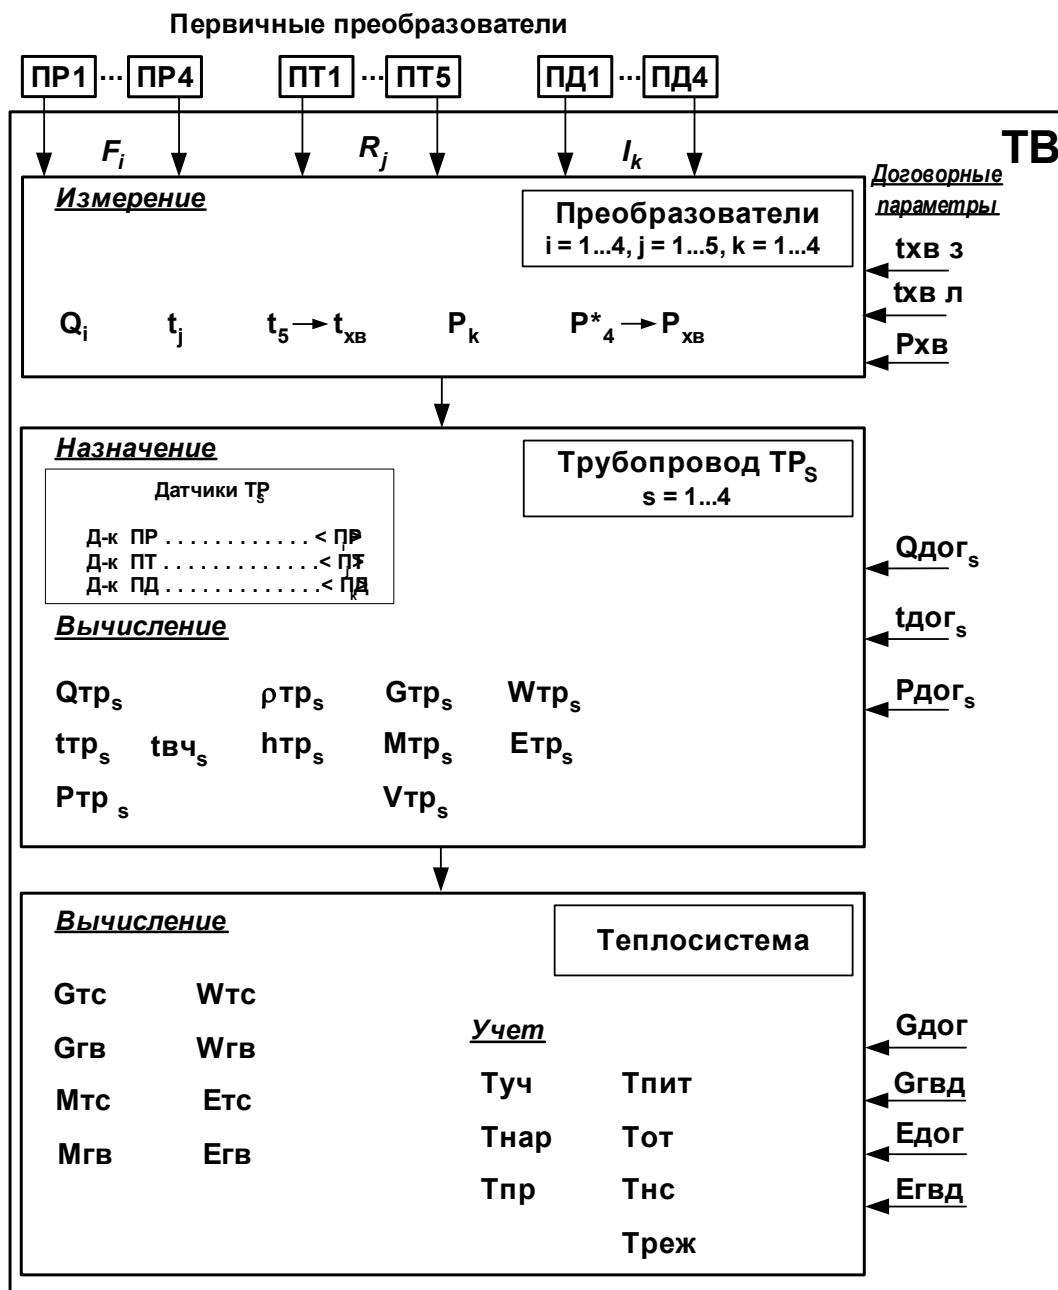 Первичные преобразователи
ПР1 ... ПР4 ПТ1 ... ПТ5 ПД1 ... ПД4
ТВ
F_i R_j I_k
Договорные
параметры
Измерение
Преобразователи
i = 1...4, j = 1...5, k = 1...4
tхв з
tхв л
Pхв
Q_i t_j t_5 → t_хв P_k P*_4 → P_хв
Назначение
Трубопровод ТР_S
s = 1...4
Датчики ТР_s
Д-к ПР . . . . . . . . . . . . < ПР_i >
Д-к ПТ . . . . . . . . . . . . . < ПТ_j >
Д-к ПД . . . . . . . . . . . . . < ПД_k >
Qдог_s
tдог_s
Pдог_s
Вычисление
Qтр_s ρтр_s Gтр_s Wтр_s
tтр_s tвч_s hтр_s Mтр_s Eтр_s
Pтр_s Vтр_s
Вычисление
Теплосистема
Gтс Wтс
Gгв Wгв
Mтс Eтс
Mгв Eгв
Учет
Tуч Tпит
Tнар Tот
Tпр Tнс
Tреж
Gдог
Gгвд
Eдог
Eгвд